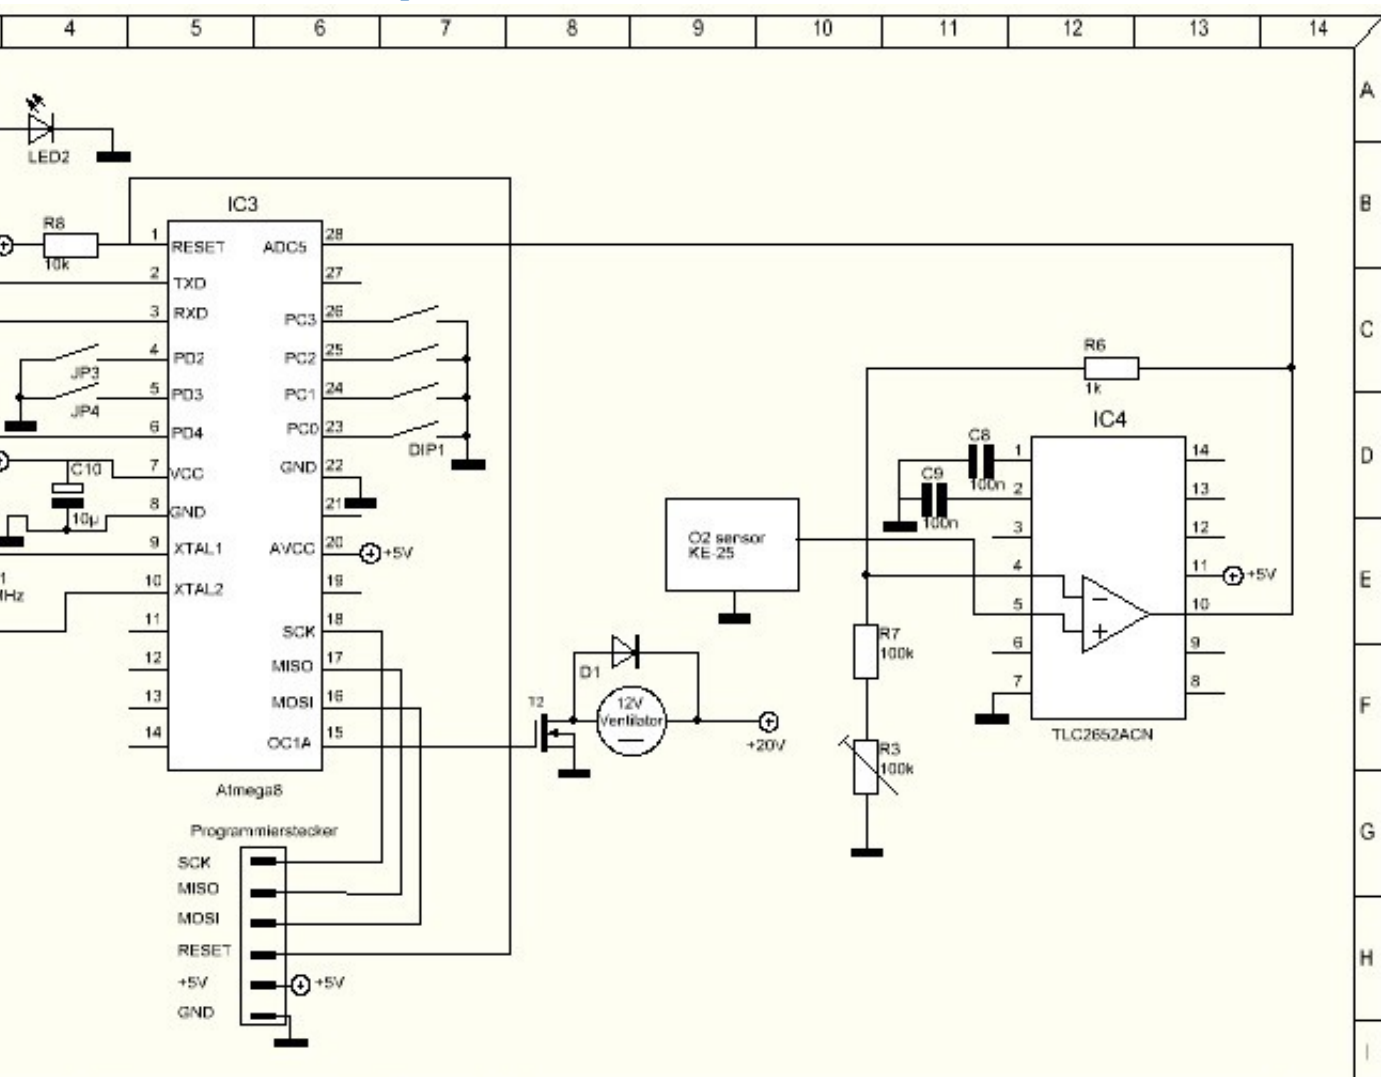 4 5 6 7 8 9 10 11 12 13 14
A
LED2
B
IC3
R8
10k
1 RESET ADC5 28
2 TXD 27
3 RXD PC3 26
C
4 PD2 PC2 25
JP3
5 PD3 PC1 24
JP4
6 PD4 PC0 23
DIP1
7 VCC GND 22
C10
10µ
8 GND 21
9 XTAL1 AVCC 20
+5V
10 XTAL2 19
1
Hz
11 SCK 18
12 MISO 17
13 MOSI 16
14 OC1A 15
Atmega8
R6
1k
IC4
C8
100n
C9
100n
D
1 14
2 13
3 12
4 11
+5V
5 10
6 9
7 8
TLC2652ACN
E
O2 sensor
KE-25
R7
100k
D1
T2
12V
Ventilator
+20V
F
R3
100k
G
Programmierstecker
SCK
MISO
MOSI
RESET
+5V +5V
GND
H
I